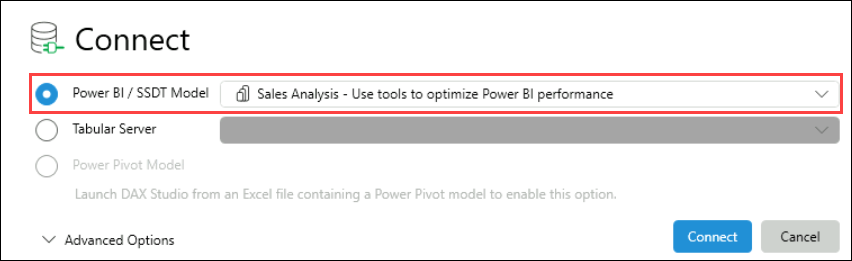 Connect
Power BI / SSDT Model
Sales Analysis - Use tools to optimize Power BI performance
Tabular Server
Power Pivot Model
Launch DAX Studio from an Excel file containing a Power Pivot model to enable this option.
Advanced Options
Connect
Cancel